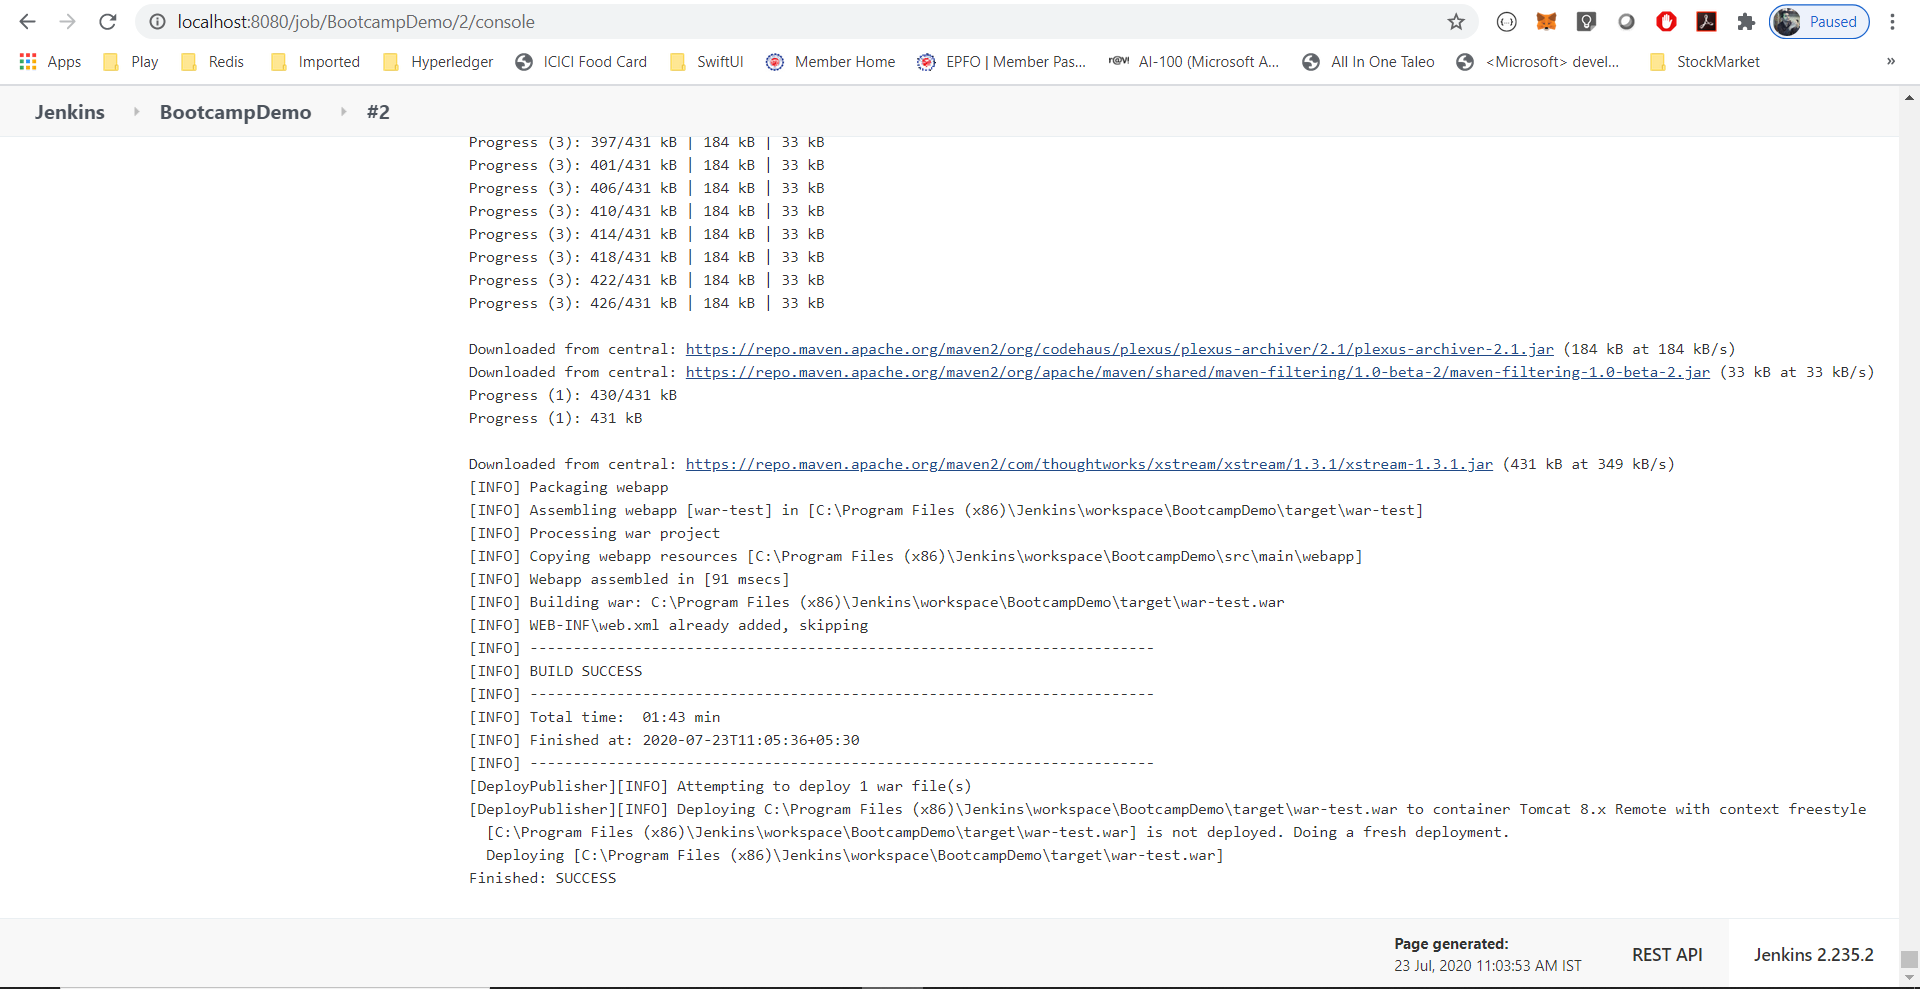 localhost:8080/job/BootcampDemo/2/console
Paused
Apps Play Redis Imported Hyperledger ICICI Food Card SwiftUI Member Home EPFO | Member Pas... r@v! AI-100 (Microsoft A... All In One Taleo <Microsoft> devel... StockMarket »
Jenkins BootcampDemo #2
Progress (3): 397/431 kB | 184 kB | 33 kB
Progress (3): 401/431 kB | 184 kB | 33 kB
Progress (3): 406/431 kB | 184 kB | 33 kB
Progress (3): 410/431 kB | 184 kB | 33 kB
Progress (3): 414/431 kB | 184 kB | 33 kB
Progress (3): 418/431 kB | 184 kB | 33 kB
Progress (3): 422/431 kB | 184 kB | 33 kB
Progress (3): 426/431 kB | 184 kB | 33 kB
Downloaded from central: https://repo.maven.apache.org/maven2/org/codehaus/plexus/plexus-archiver/2.1/plexus-archiver-2.1.jar (184 kB at 184 kB/s)
Downloaded from central: https://repo.maven.apache.org/maven2/org/apache/maven/shared/maven-filtering/1.0-beta-2/maven-filtering-1.0-beta-2.jar (33 kB at 33 kB/s)
Progress (1): 430/431 kB
Progress (1): 431 kB
Downloaded from central: https://repo.maven.apache.org/maven2/com/thoughtworks/xstream/xstream/1.3.1/xstream-1.3.1.jar (431 kB at 349 kB/s)
[INFO] Packaging webapp
[INFO] Assembling webapp [war-test] in [C:\Program Files (x86)\Jenkins\workspace\BootcampDemo\target\war-test]
[INFO] Processing war project
[INFO] Copying webapp resources [C:\Program Files (x86)\Jenkins\workspace\BootcampDemo\src\main\webapp]
[INFO] Webapp assembled in [91 msecs]
[INFO] Building war: C:\Program Files (x86)\Jenkins\workspace\BootcampDemo\target\war-test.war
[INFO] WEB-INF\web.xml already added, skipping
[INFO] ------------------------------------------------------------------------
[INFO] BUILD SUCCESS
[INFO] ------------------------------------------------------------------------
[INFO] Total time:  01:43 min
[INFO] Finished at: 2020-07-23T11:05:36+05:30
[INFO] ------------------------------------------------------------------------
[DeployPublisher][INFO] Attempting to deploy 1 war file(s)
[DeployPublisher][INFO] Deploying C:\Program Files (x86)\Jenkins\workspace\BootcampDemo\target\war-test.war to container Tomcat 8.x Remote with context freestyle
[C:\Program Files (x86)\Jenkins\workspace\BootcampDemo\target\war-test.war] is not deployed. Doing a fresh deployment.
Deploying [C:\Program Files (x86)\Jenkins\workspace\BootcampDemo\target\war-test.war]
Finished: SUCCESS
Page generated:
23 Jul, 2020 11:03:53 AM IST
REST API
Jenkins 2.235.2